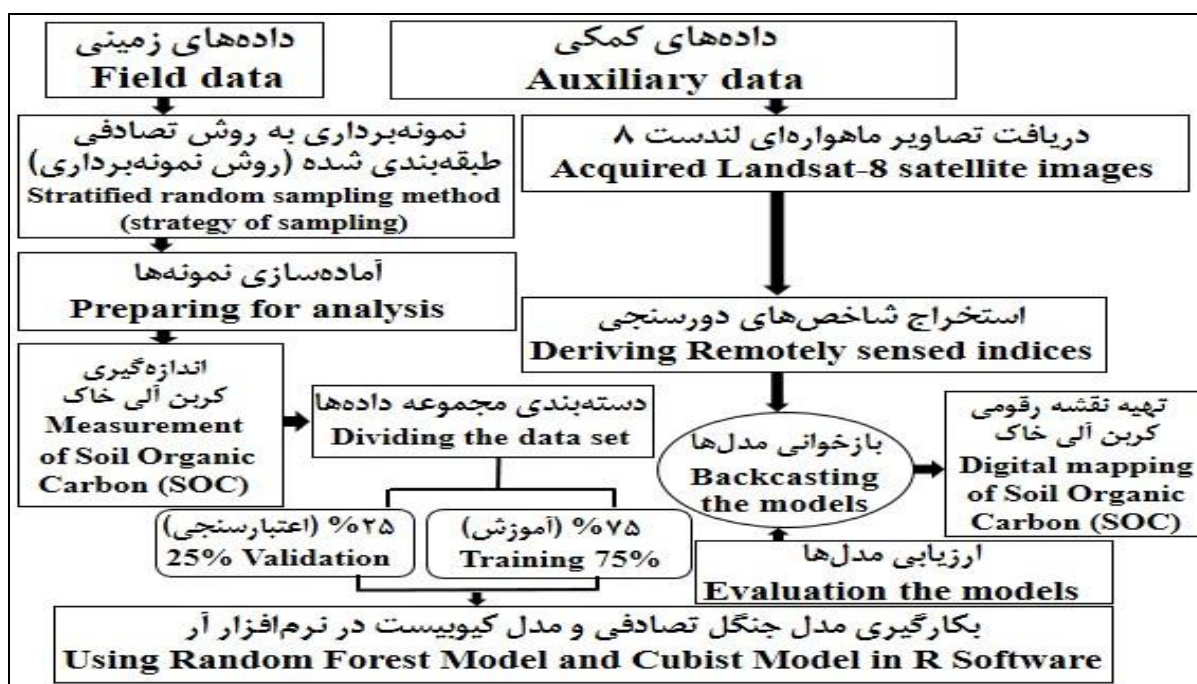 داده‌های زمینی
Field data
داده‌های کمکی
Auxiliary data
نمونه‌برداری به روش تصادفی
طبقه‌بندی شده (روش نمونه‌برداری)
Stratified random sampling method
(strategy of sampling)
دریافت تصاویر ماهواره‌ای لندست ۸
Acquired Landsat-8 satellite images
آماده‌سازی نمونه‌ها
Preparing for analysis
استخراج شاخص‌های دورسنجی
Deriving Remotely sensed indices
اندازه‌گیری
کربن آلی خاک
Measurement
of Soil Organic
Carbon (SOC)
دسته‌بندی مجموعه داده‌ها
Dividing the data set
بازخوانی مدل‌ها
Backcasting
the models
تهیه نقشه رقومی
کربن آلی خاک
Digital mapping
of Soil Organic
Carbon (SOC)
%۲۵ (اعتبارسنجی)
25% Validation
%۷۵ (آموزش)
Training 75%
ارزیابی مدل‌ها
Evaluation the models
بکارگیری مدل جنگل تصادفی و مدل کیوبیست در نرم‌افزار آر
Using Random Forest Model and Cubist Model in R Software